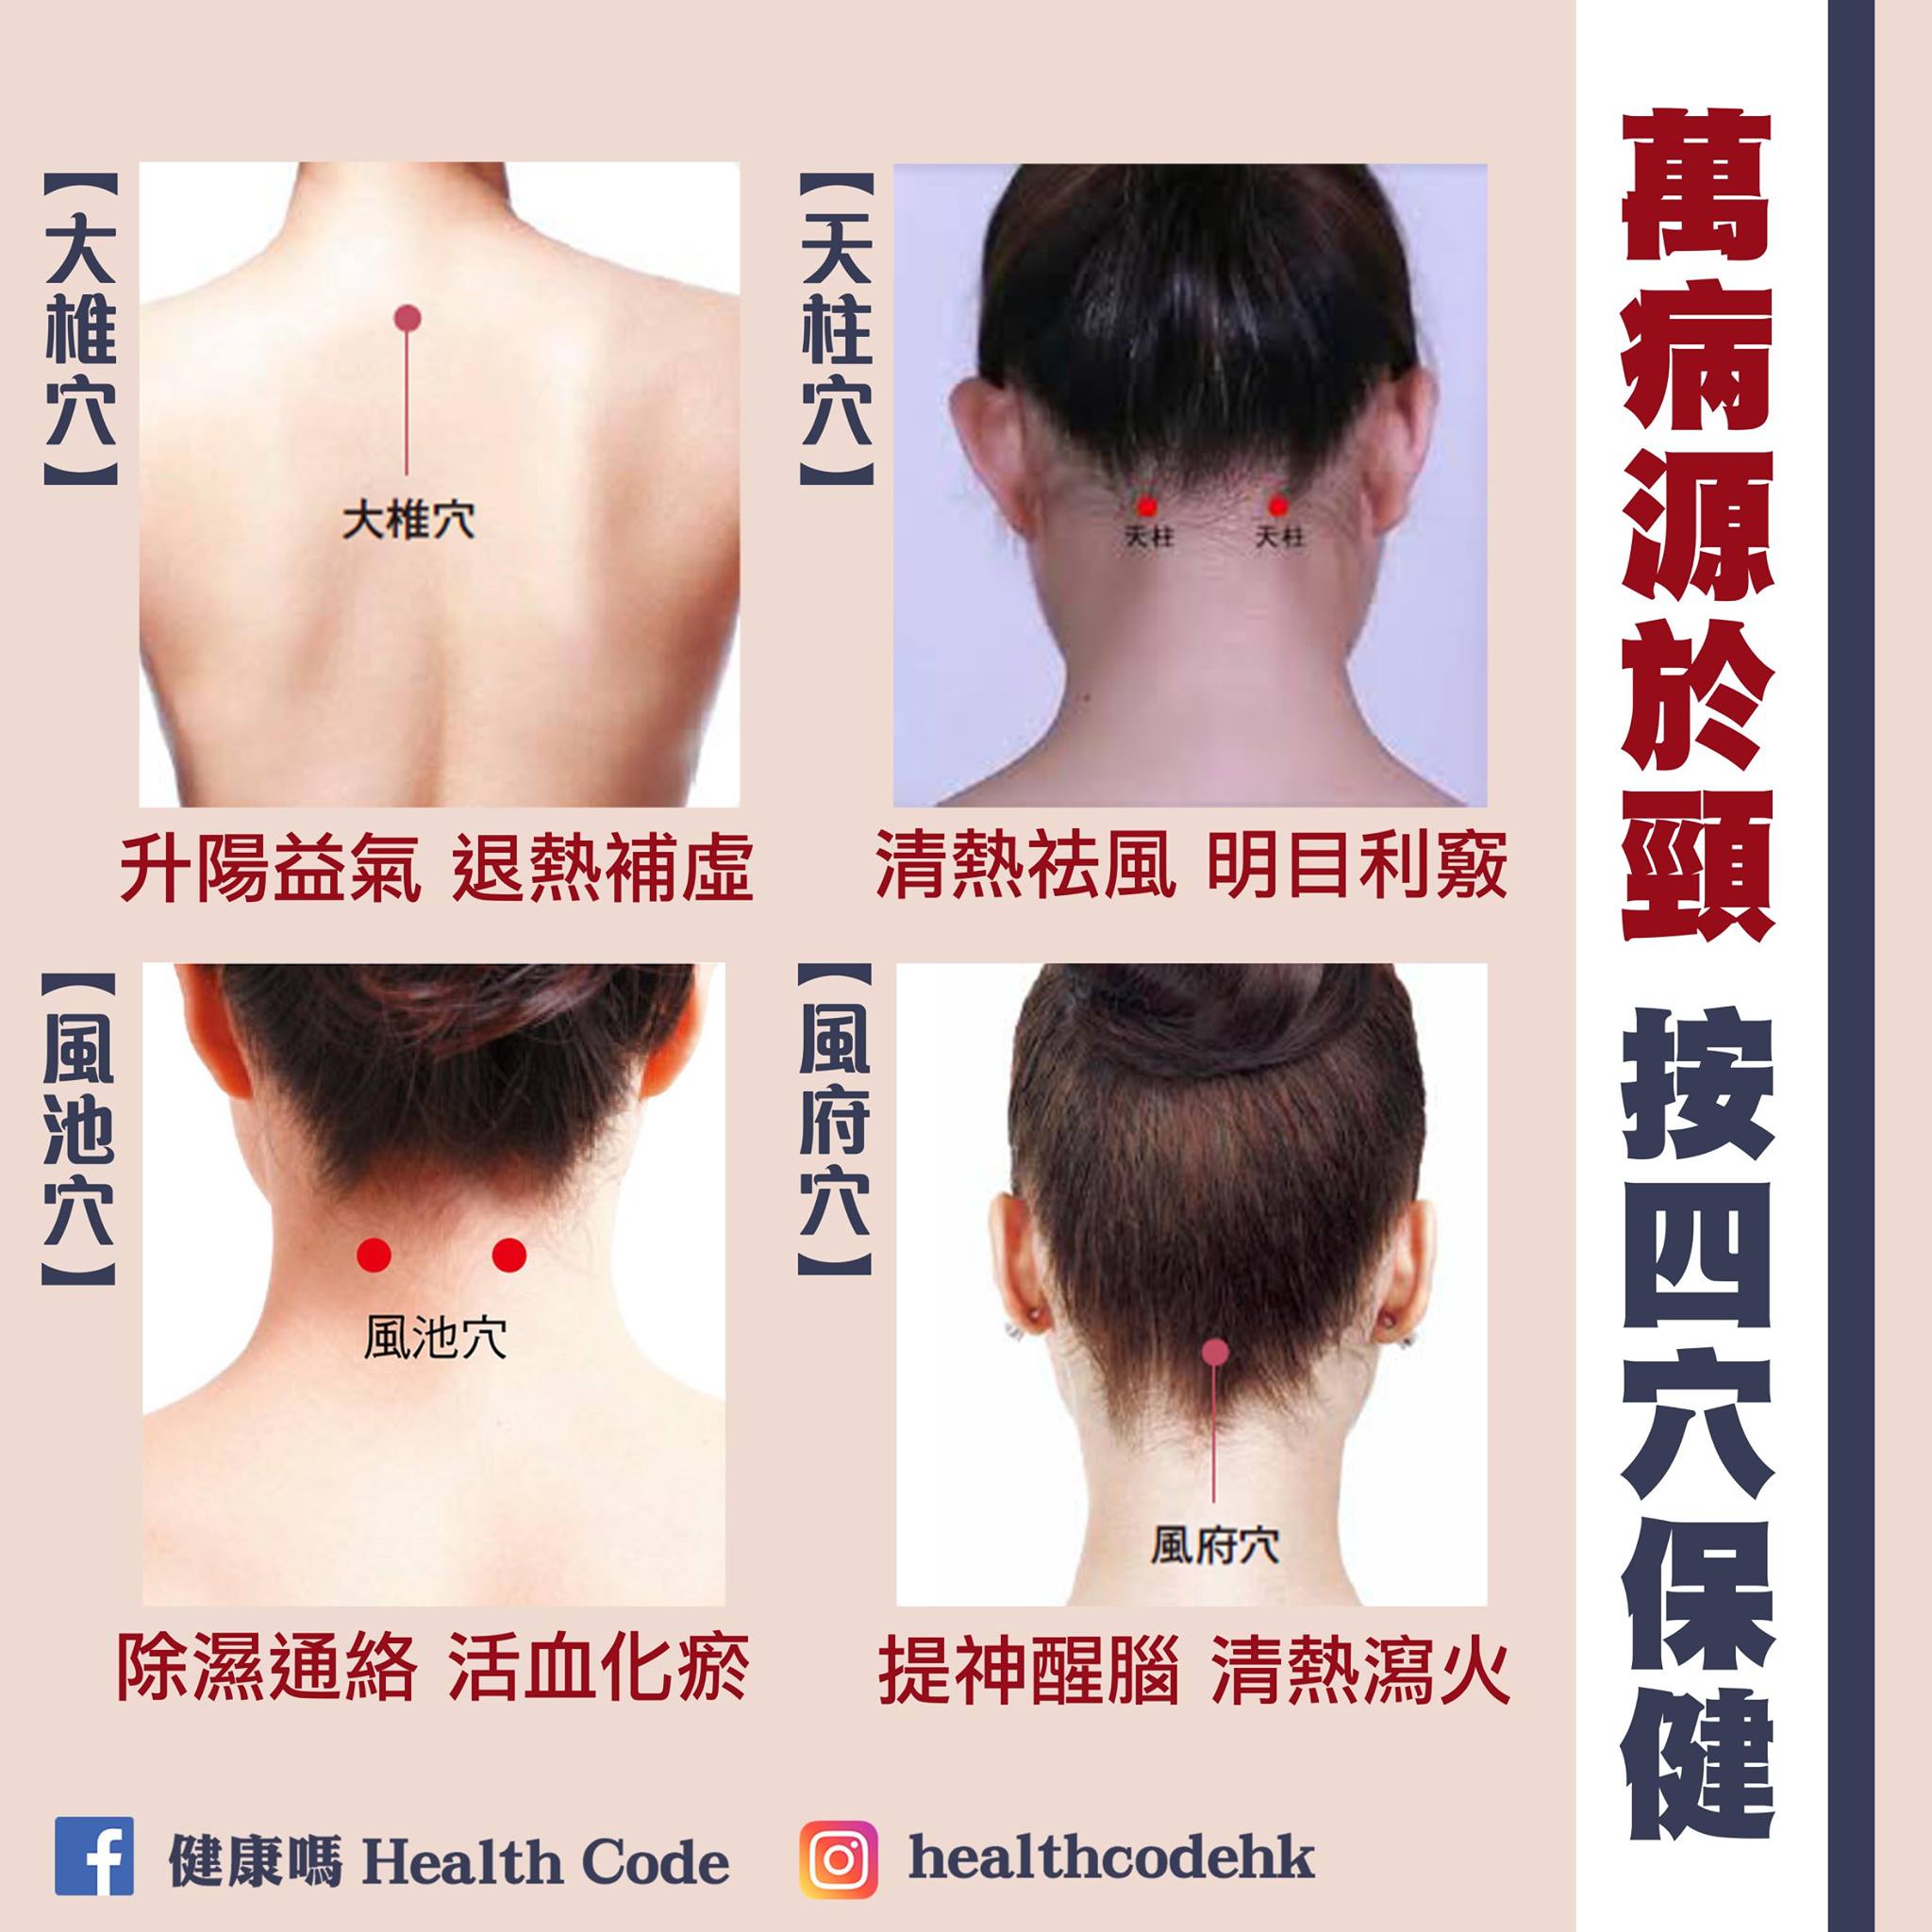 萬病源於頸 按四穴保健
【大椎穴】
大椎穴
升陽益氣 退熱補虛
【天柱穴】
天柱 天柱
清熱祛風 明目利竅
【風池穴】
風池穴
除濕通絡 活血化瘀
【風府穴】
風府穴
提神醒腦 清熱瀉火
f 健康嗎 Health Code
healthcodehk